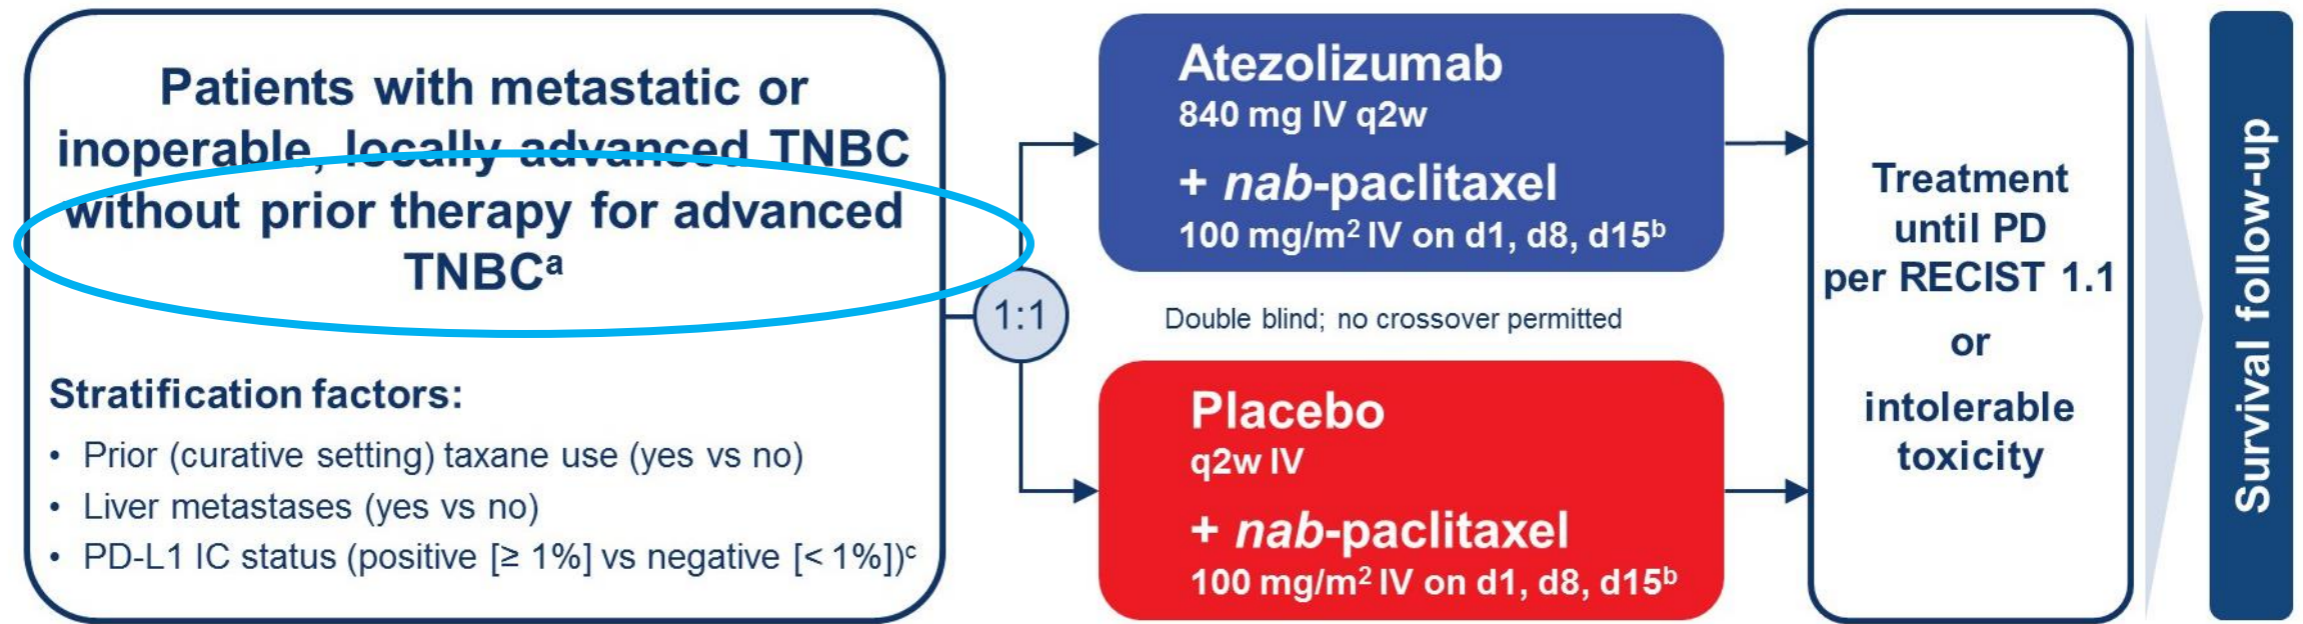 Patients with metastatic or
inoperable, locally advanced TNBC
without prior therapy for advanced
TNBCᵃ
Stratification factors:
• Prior (curative setting) taxane use (yes vs no)
• Liver metastases (yes vs no)
• PD-L1 IC status (positive [≥ 1%] vs negative [< 1%])ᶜ
1:1
Atezolizumab
840 mg IV q2w
+ nab-paclitaxel
100 mg/m² IV on d1, d8, d15ᵇ
Double blind; no crossover permitted
Placebo
q2w IV
+ nab-paclitaxel
100 mg/m² IV on d1, d8, d15ᵇ
Treatment
until PD
per RECIST 1.1
or
intolerable
toxicity
Survival follow-up